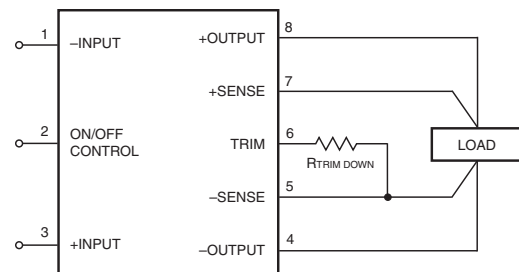 1 –INPUT
+OUTPUT 8
+SENSE 7
2 ON/OFF
CONTROL
TRIM 6
RTRIM DOWN
LOAD
–SENSE 5
3 +INPUT
–OUTPUT 4